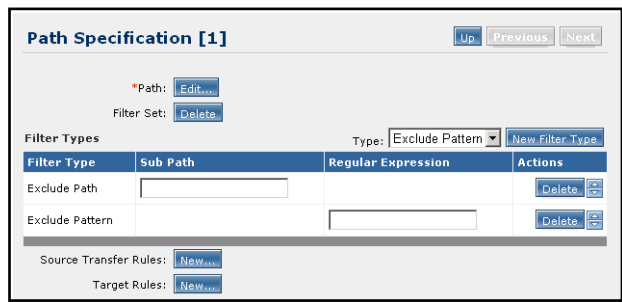 Path Specification [1] Up Previous Next
*Path: Edit...
Filter Set: Delete
Filter Types Type: Exclude Pattern New Filter Type
Filter Type Sub Path Regular Expression Actions
Exclude Path Delete
Exclude Pattern Delete
Source Transfer Rules: New...
Target Rules: New...